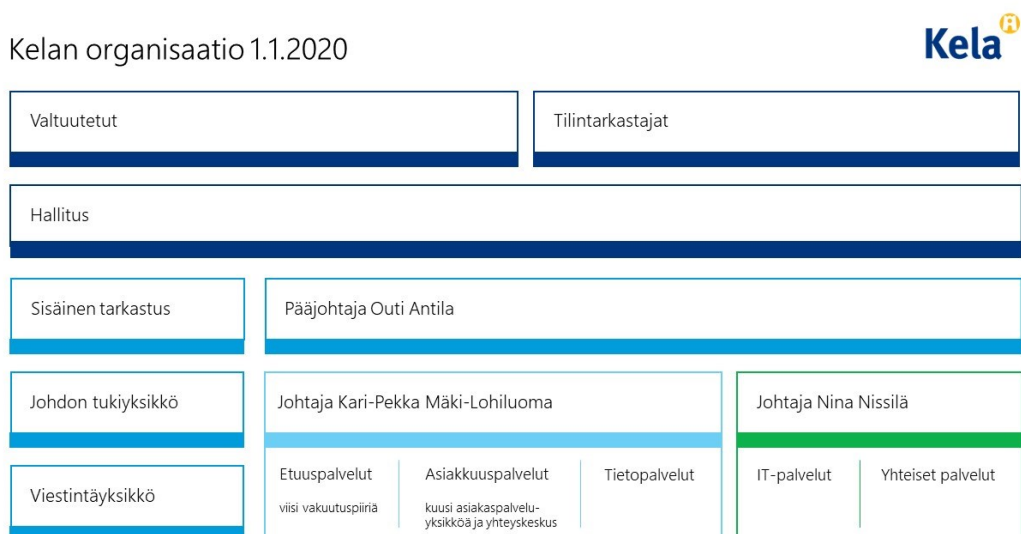 Kelan organisaatio 1.1.2020
Kela
Valtuutetut
Tilintarkastajat
Hallitus
Sisäinen tarkastus
Pääjohtaja Outi Antila
Johdon tukiyksikkö
Johtaja Kari-Pekka Mäki-Lohiluoma
Johtaja Nina Nissilä
Viestintäyksikkö
Etuuspalvelut
viisi vakuutuspiiriä
Asiakkuuspalvelut
kuusi asiakaspalvelu-
yksikköä ja yhteyskeskus
Tietopalvelut
IT-palvelut
Yhteiset palvelut